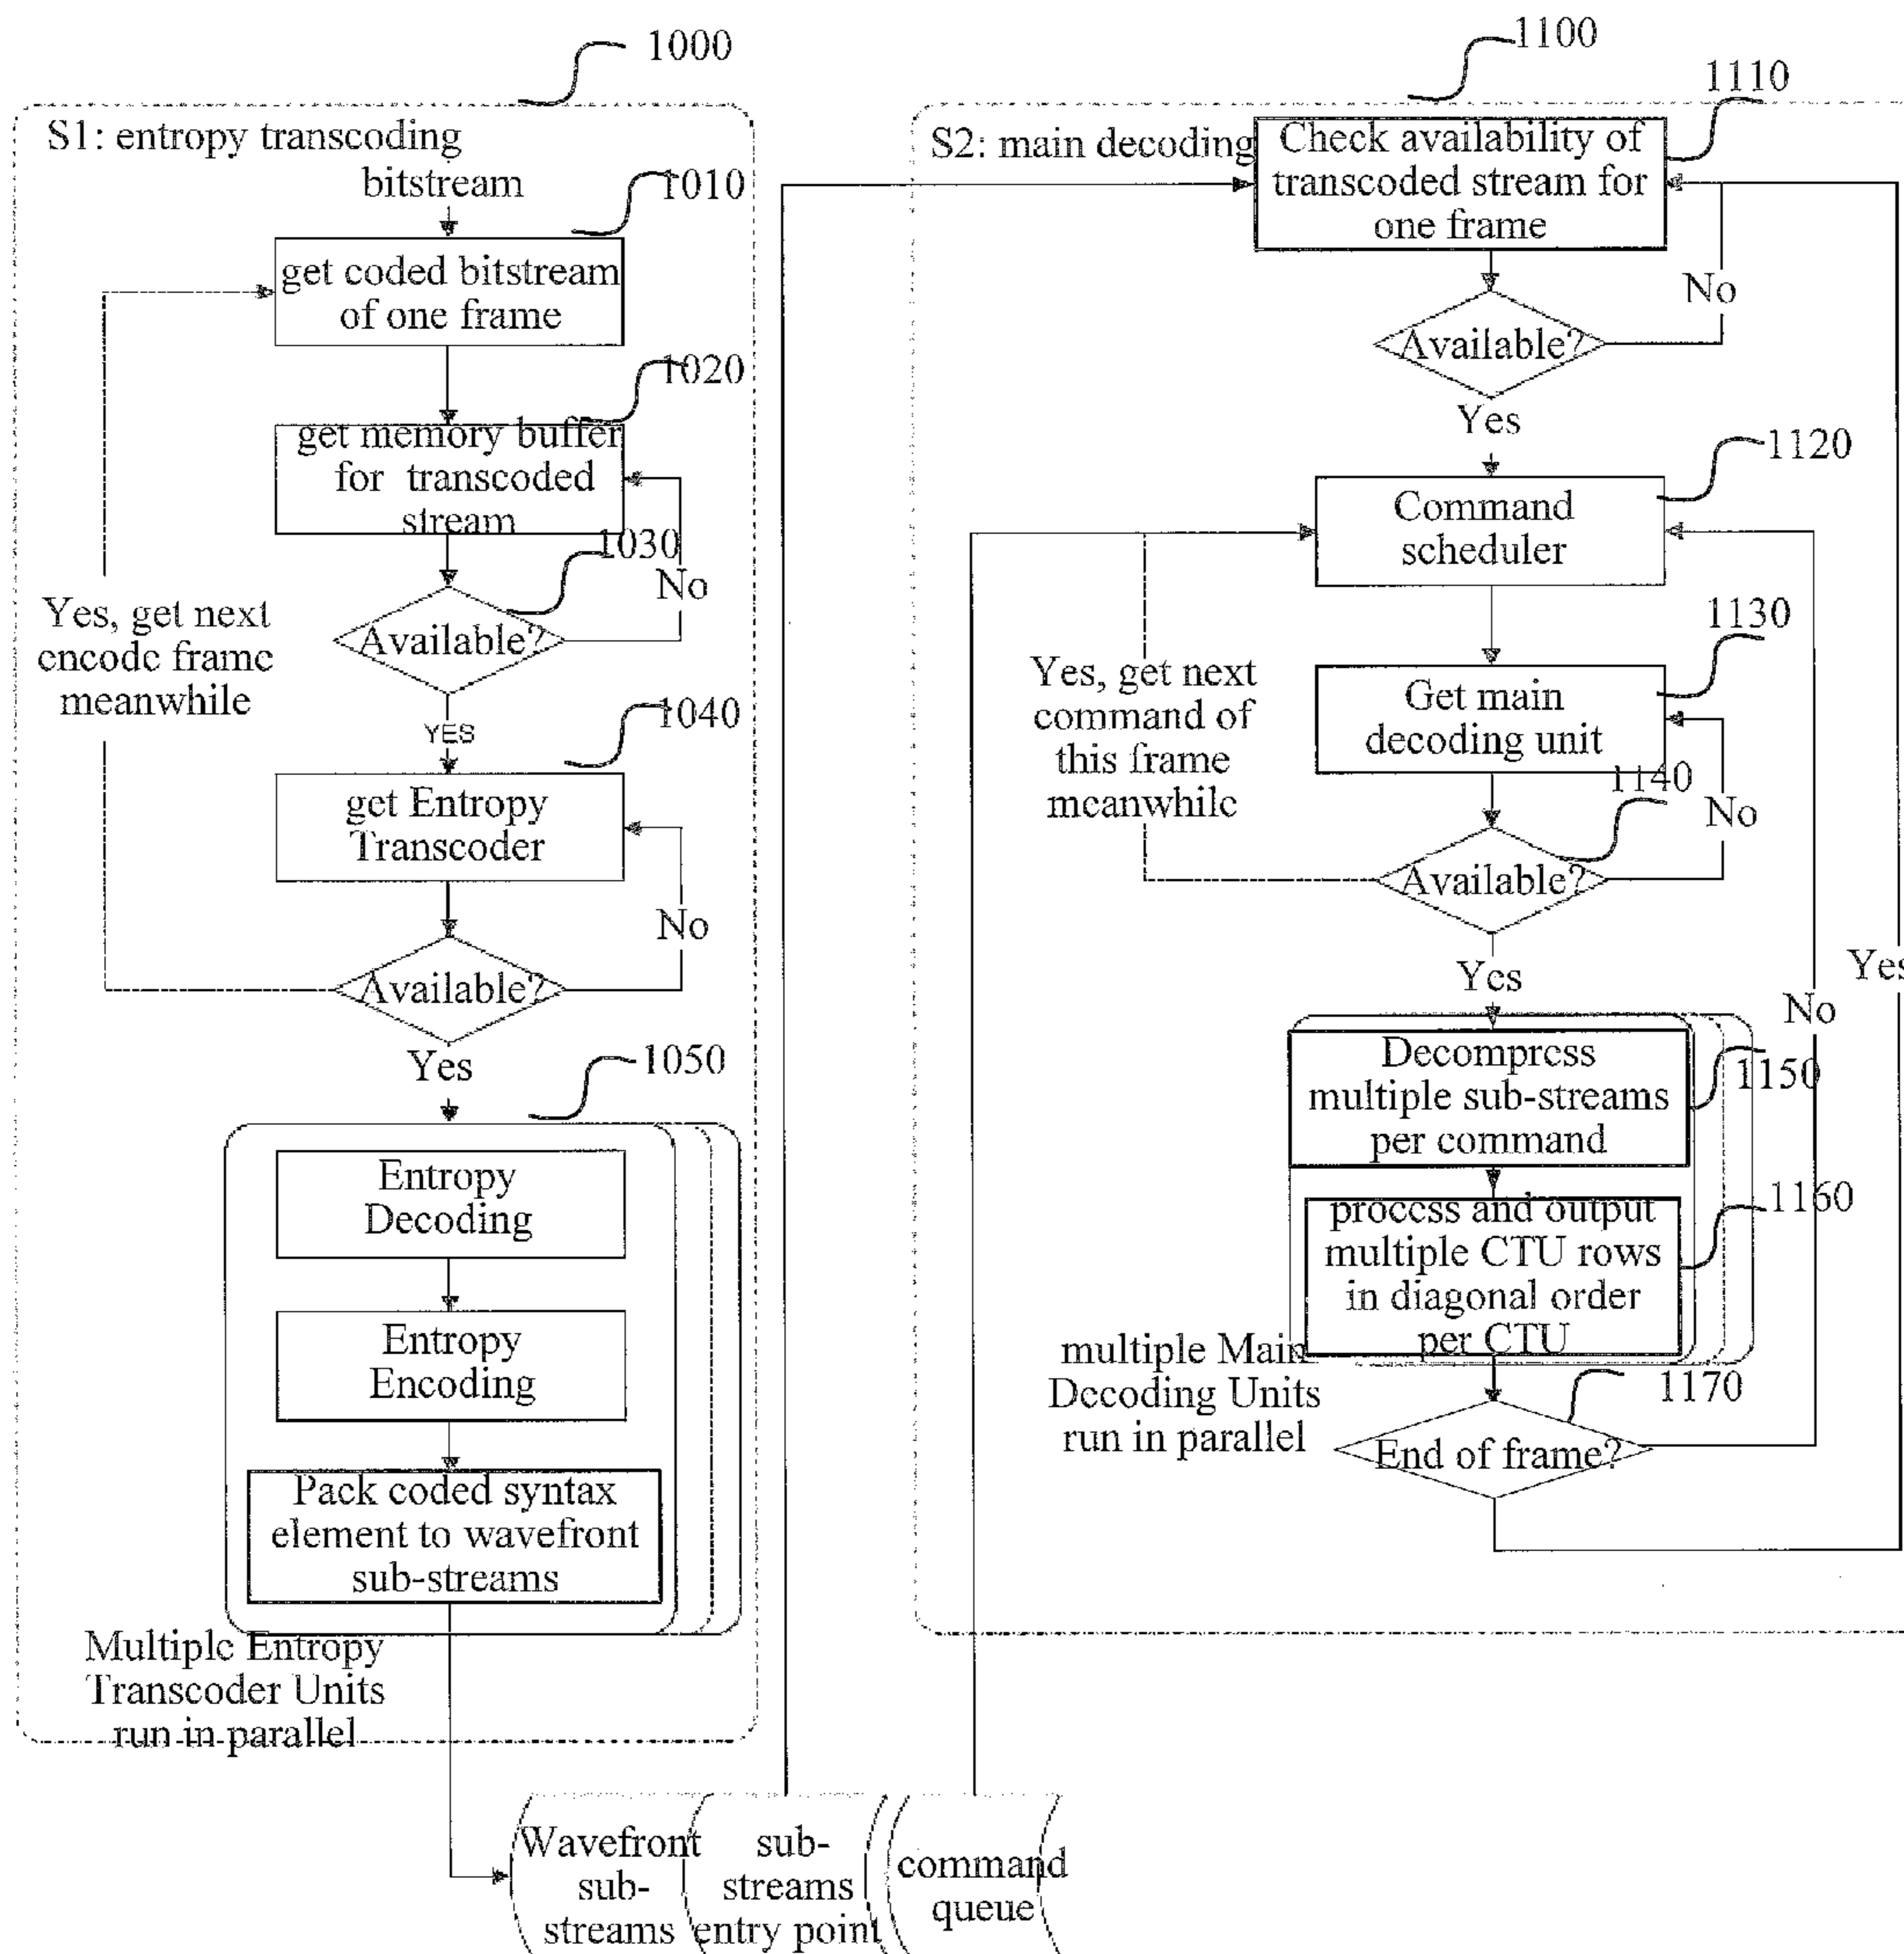 1000
S1: entropy transcoding
bitstream
1010
get coded bitstream
of one frame
1020
get memory buffer
for transcoded
stream
1030
No
Available?
Yes, get next
encode frame
meanwhile
YES
1040
get Entropy
Transcoder
No
Available?
Yes
1050
Entropy
Decoding
Entropy
Encoding
Pack coded syntax
element to wavefront
sub-streams
Multiple Entropy
Transcoder Units
run in parallel
Wavefront
sub-
streams
sub-
streams
entry point
command
queue
1100
1110
S2: main decoding
Check availability of
transcoded stream for
one frame
No
Available?
Yes
1120
Command
scheduler
1130
Get main
decoding unit
1140
No
Yes, get next
command of
this frame
meanwhile
Available?
Yes
Yes
No
Decompress
multiple sub-streams
per command
1150
1160
process and output
multiple CTU rows
in diagonal order
per CTU
multiple Main
Decoding Units
run in parallel
1170
End of frame?